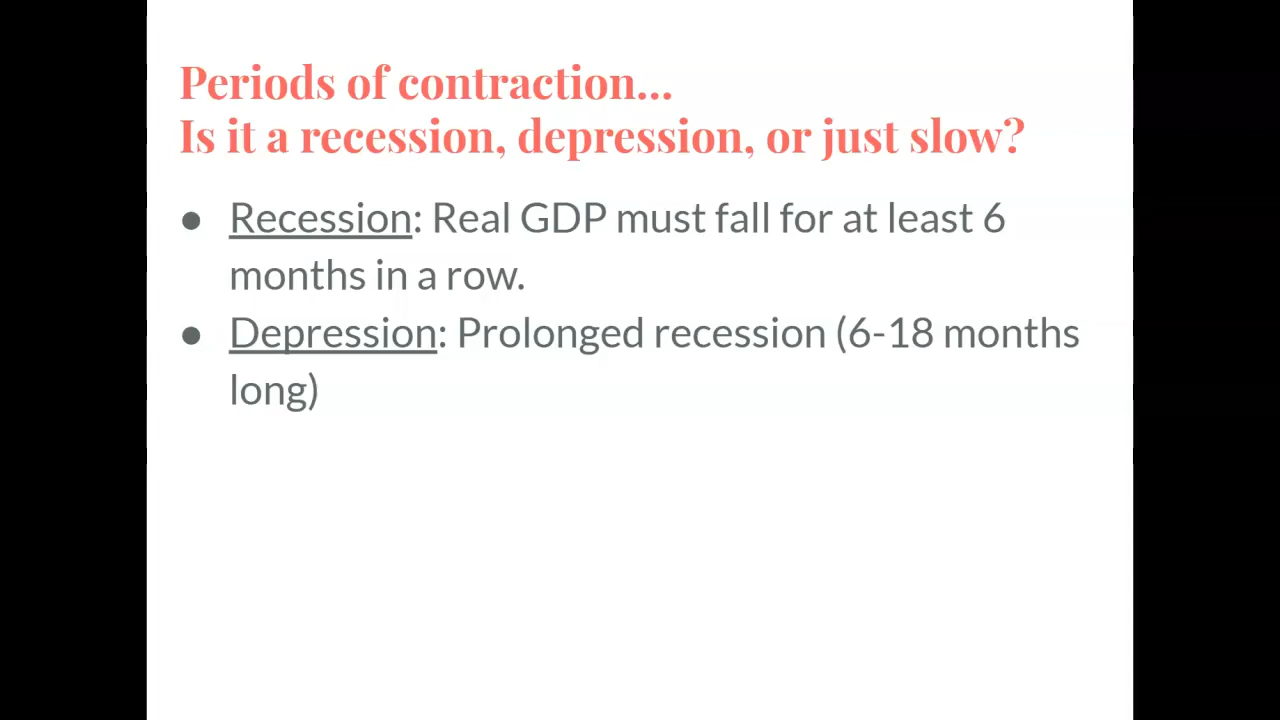 Periods of contraction...
Is it a recession, depression, or just slow?
● Recession: Real GDP must fall for at least 6
months in a row.
● Depression: Prolonged recession (6-18 months
long)